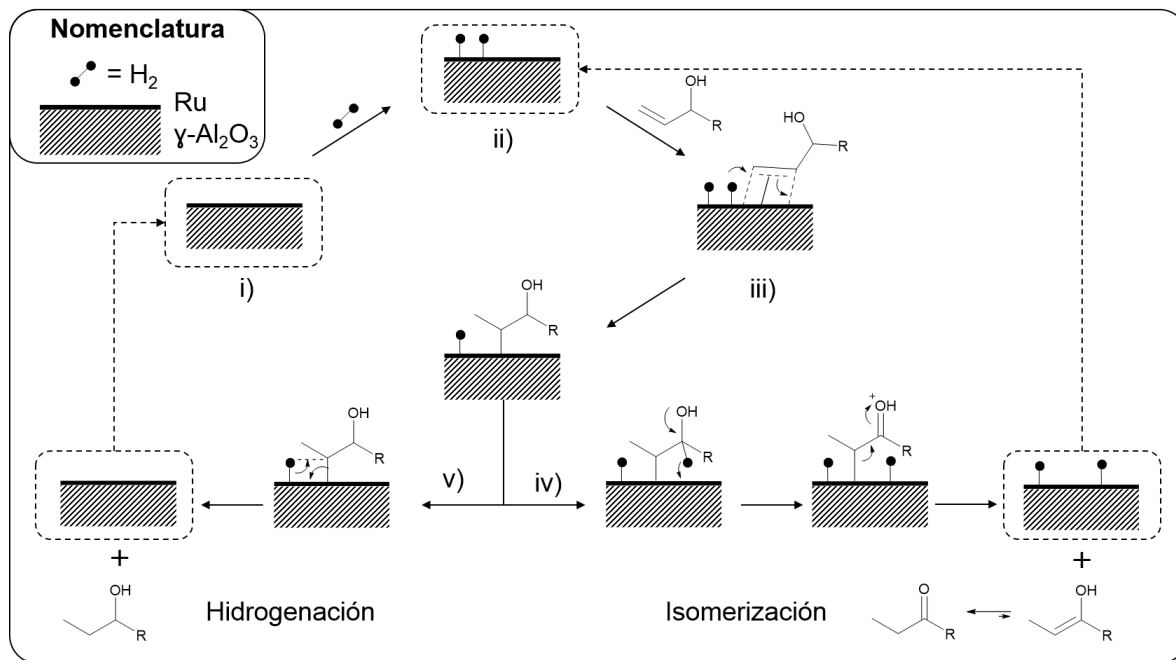 Nomenclatura
= H₂
Ru
ɣ-Al₂O₃
i)
ii)
OH
R
HO
R
iii)
OH
R
v)
iv)
OH
R
OH
R
+
OH
R
+
OH
R
Hidrogenación
+
O
R
Isomerización
OH
R